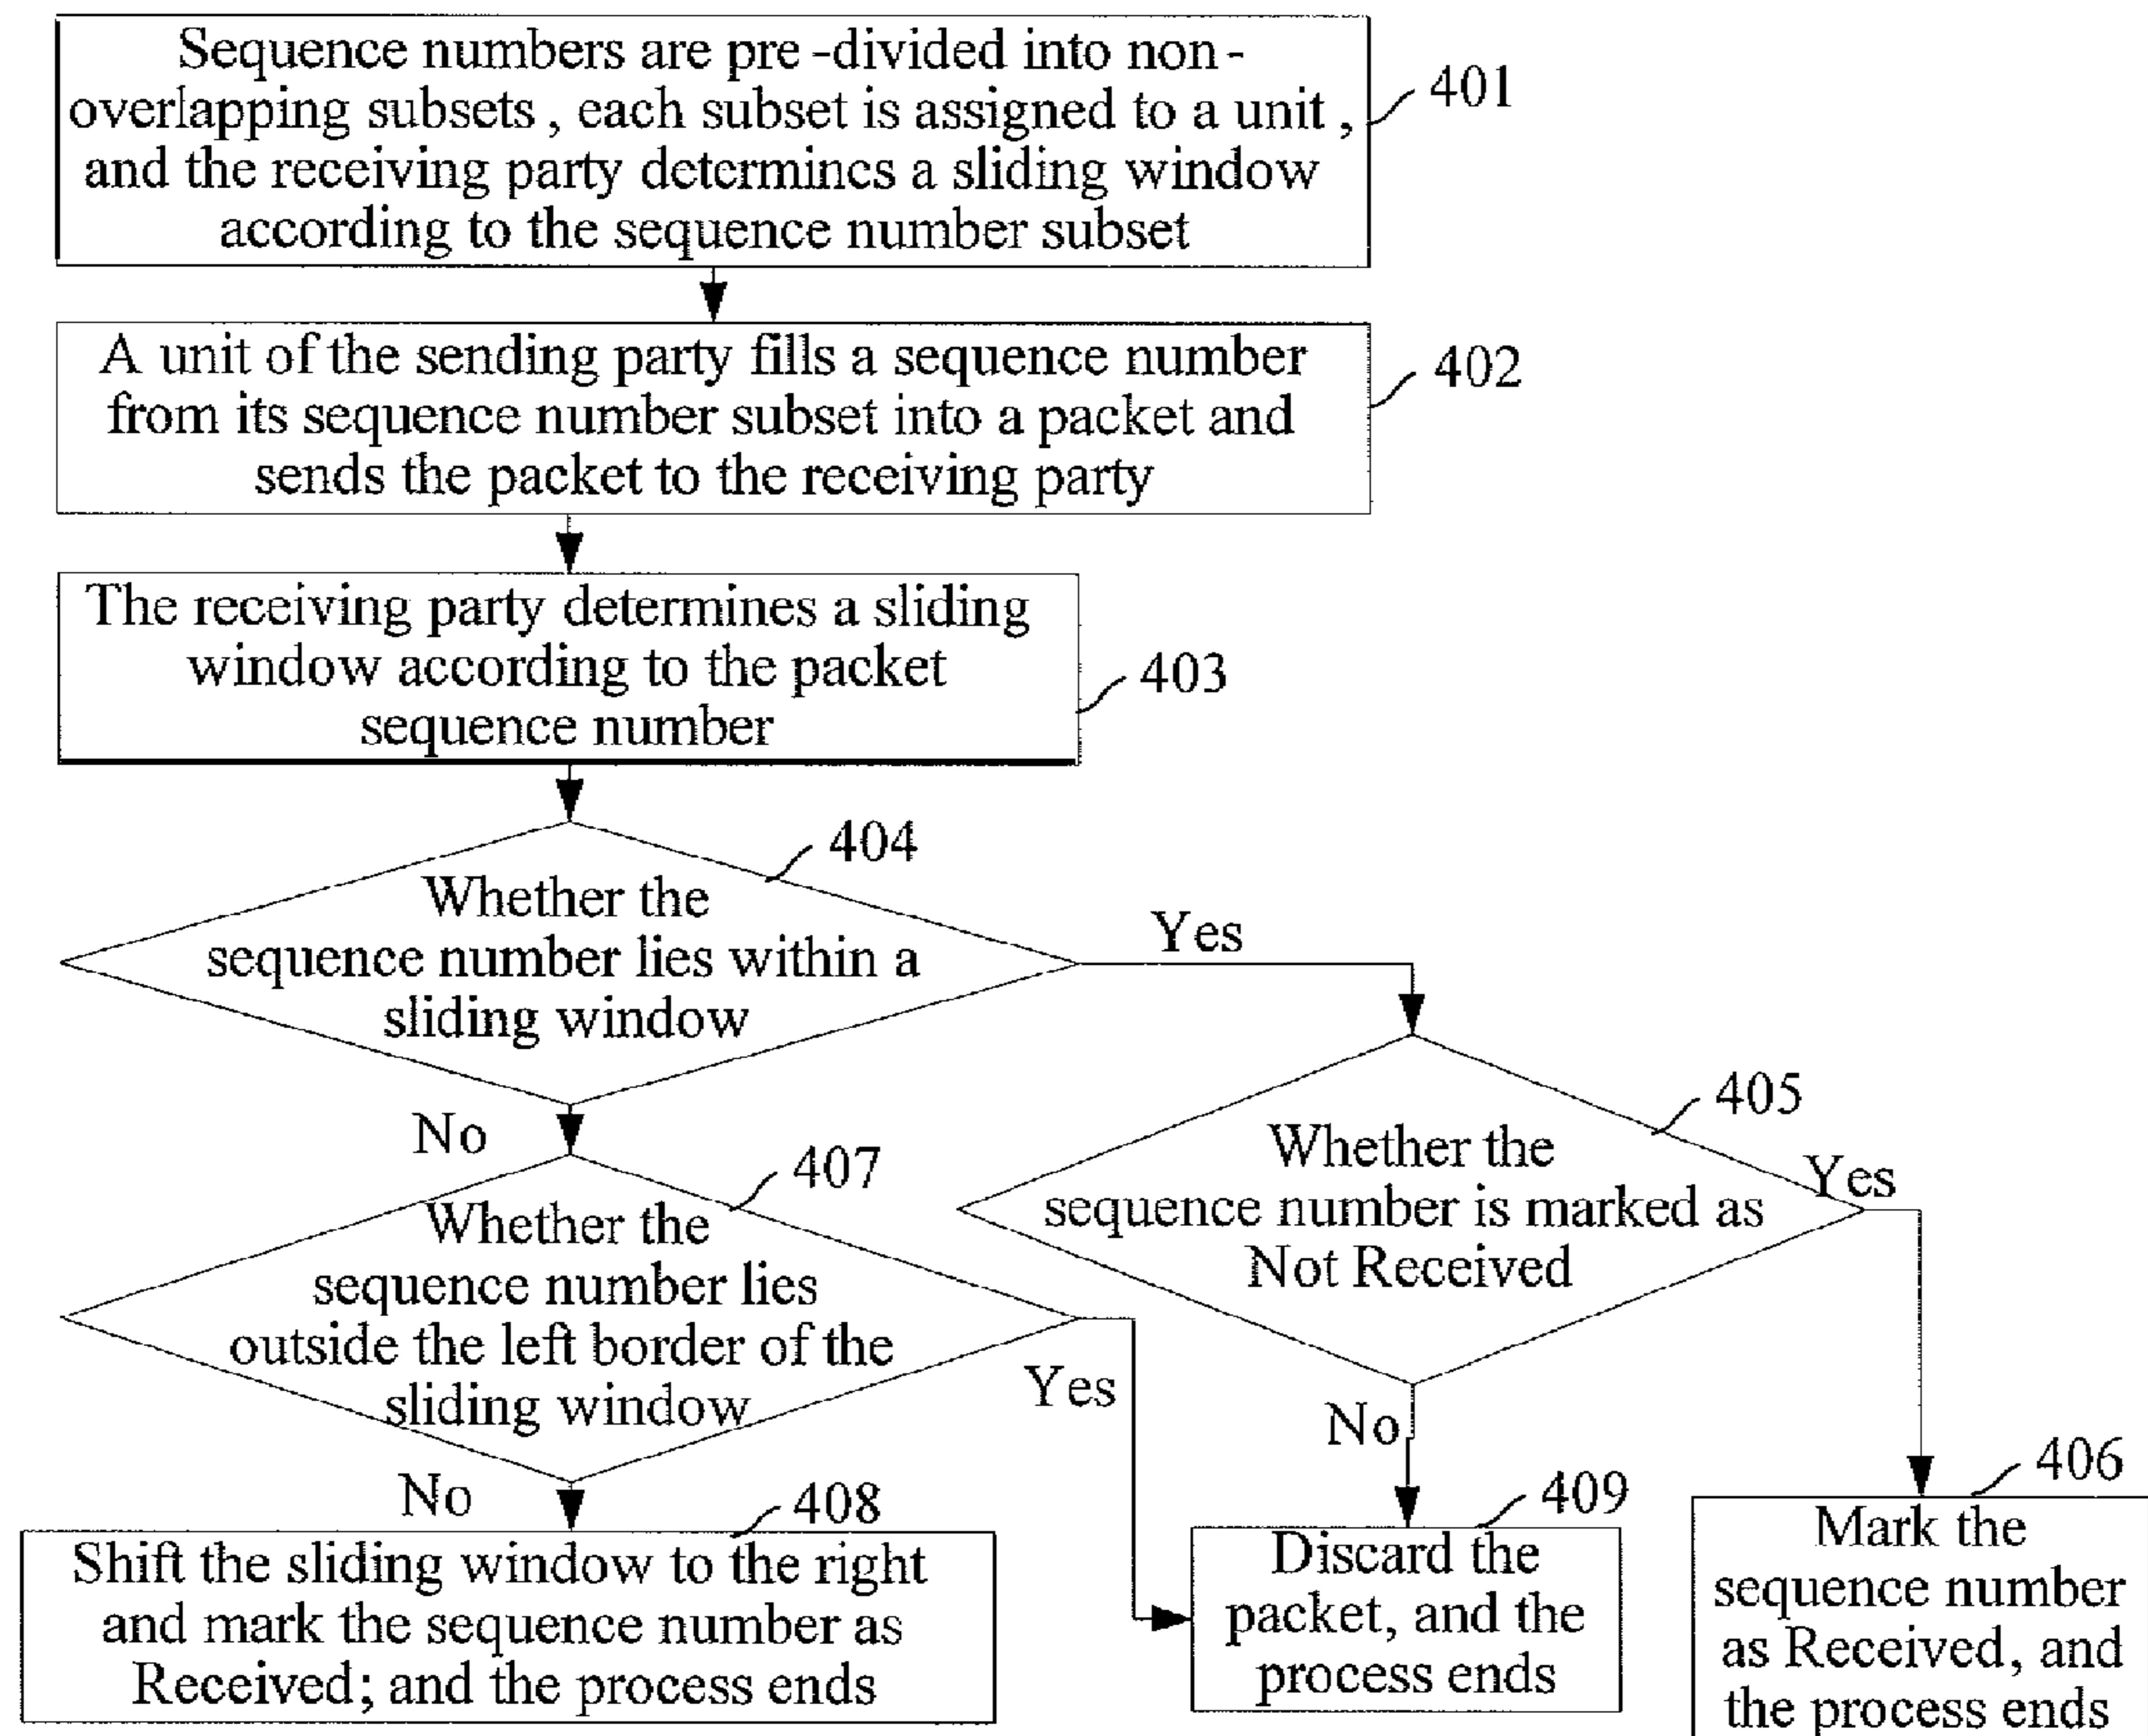 Sequence numbers are pre-divided into non-
overlapping subsets, each subset is assigned to a unit,
and the receiving party determines a sliding window
according to the sequence number subset
401
A unit of the sending party fills a sequence number
from its sequence number subset into a packet and
sends the packet to the receiving party
402
The receiving party determines a sliding
window according to the packet
sequence number
403
404
Whether the
sequence number lies within a
sliding window
Yes
No
405
Whether the
sequence number is marked as
Not Received
Yes
No
407
Whether the
sequence number lies
outside the left border of the
sliding window
Yes
No
408
Shift the sliding window to the right
and mark the sequence number as
Received; and the process ends
409
Discard the
packet, and the
process ends
406
Mark the
sequence number
as Received, and
the process ends